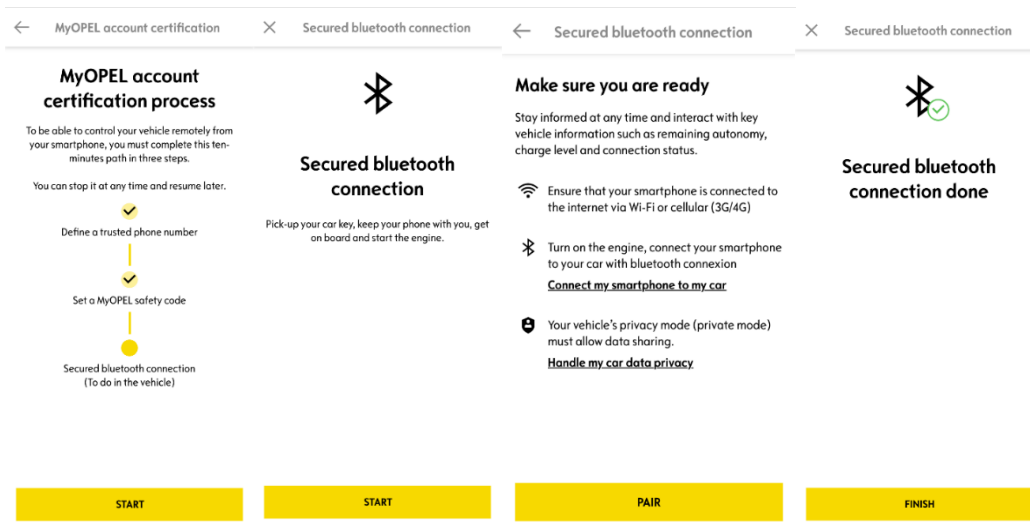 MyOPEL account certification
MyOPEL account
certification process
To be able to control your vehicle remotely from
your smartphone, you must complete this ten-
minutes path in three steps.
You can stop it at any time and resume later.
Define a trusted phone number
Set a MyOPEL safety code
Secured bluetooth connection
(To do in the vehicle)
START
Secured bluetooth connection
Secured bluetooth
connection
Pick-up your car key, keep your phone with you, get
on board and start the engine.
START
Secured bluetooth connection
Make sure you are ready
Stay informed at any time and interact with key
vehicle information such as remaining autonomy,
charge level and connection status.
Ensure that your smartphone is connected to
the internet via Wi-Fi or cellular (3G/4G)
Turn on the engine, connect your smartphone
to your car with bluetooth connexion
Connect my smartphone to my car
Your vehicle's privacy mode (private mode)
must allow data sharing.
Handle my car data privacy
PAIR
Secured bluetooth connection
Secured bluetooth
connection done
FINISH